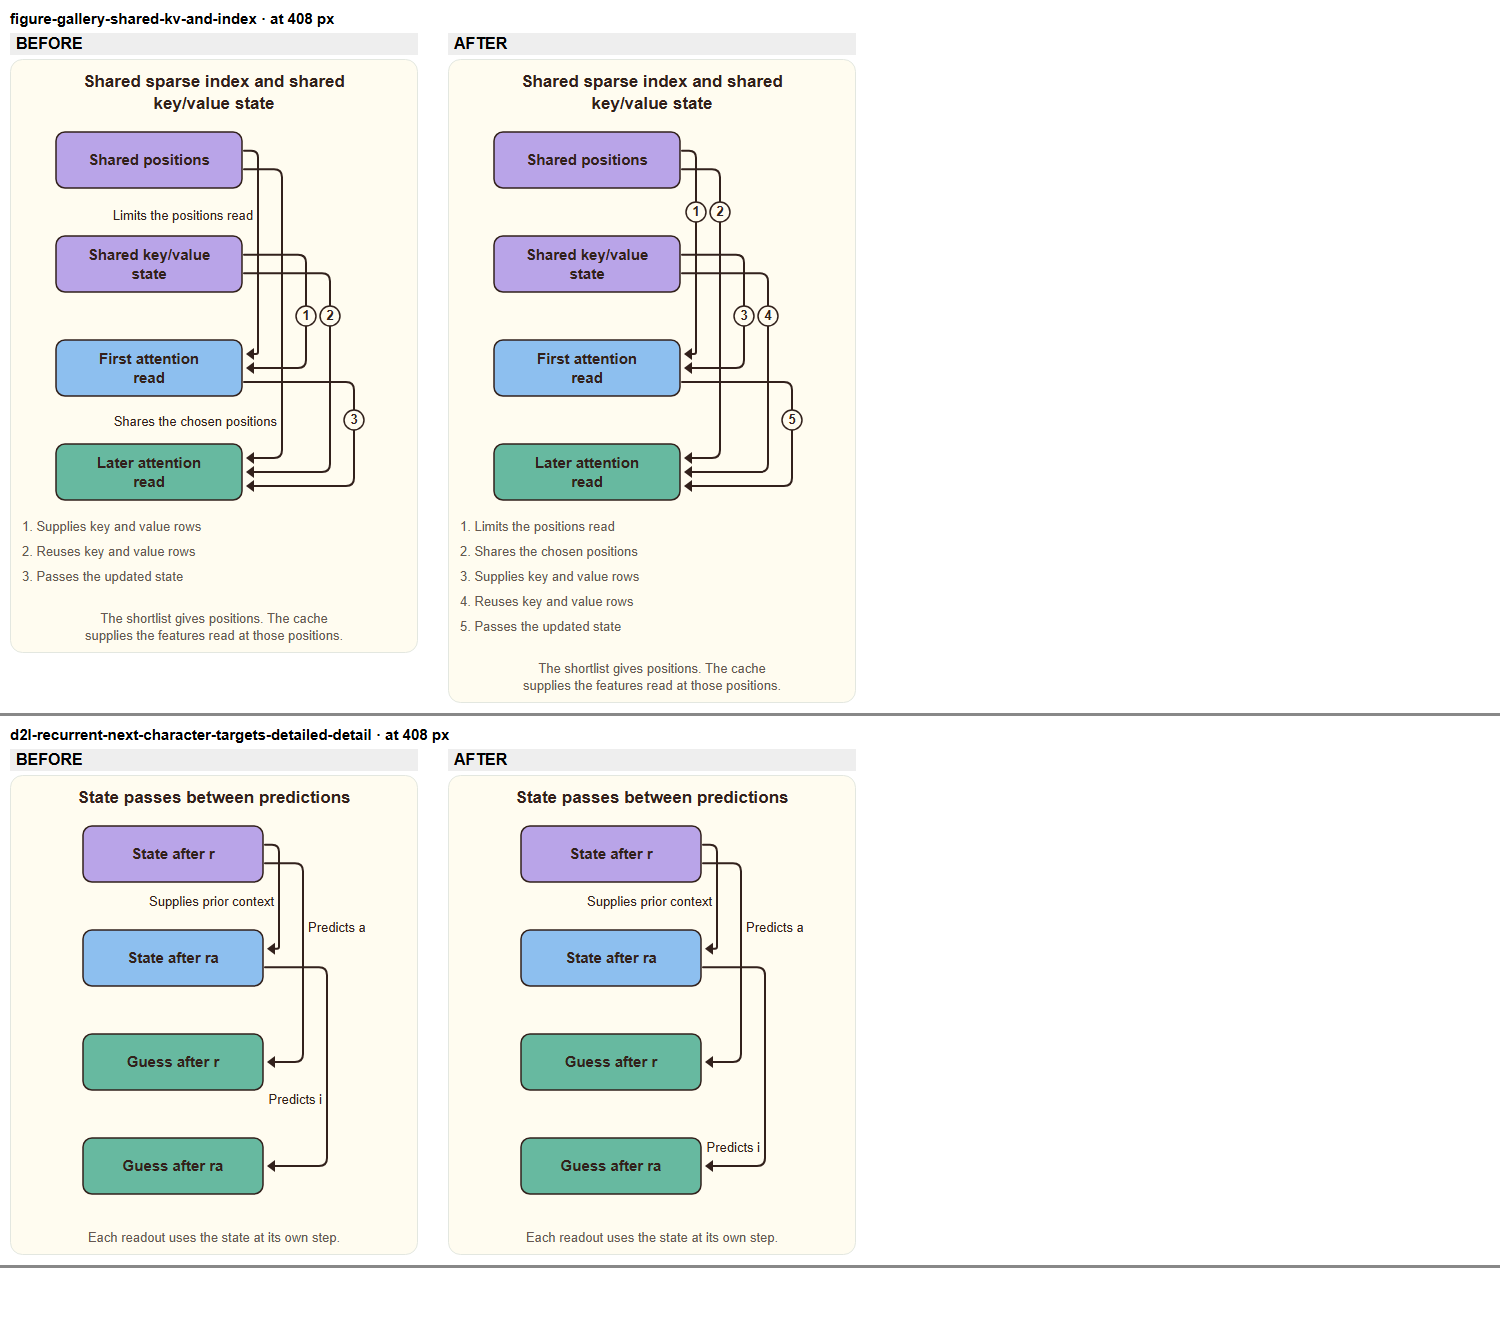 figure-gallery-shared-kv-and-index · at 408 px
BEFORE
Shared sparse index and shared
key/value state
Shared positions
Limits the positions read
Shared key/value
state
1
2
First attention
read
Shares the chosen positions
3
Later attention
read
1. Supplies key and value rows
2. Reuses key and value rows
3. Passes the updated state
The shortlist gives positions. The cache
supplies the features read at those positions.
AFTER
Shared sparse index and shared
key/value state
Shared positions
1
2
Shared key/value
state
3
4
First attention
read
5
Later attention
read
1. Limits the positions read
2. Shares the chosen positions
3. Supplies key and value rows
4. Reuses key and value rows
5. Passes the updated state
The shortlist gives positions. The cache
supplies the features read at those positions.
d2l-recurrent-next-character-targets-detailed-detail · at 408 px
BEFORE
State passes between predictions
State after r
Supplies prior context
Predicts a
State after ra
Guess after r
Predicts i
Guess after ra
Each readout uses the state at its own step.
AFTER
State passes between predictions
State after r
Supplies prior context
Predicts a
State after ra
Guess after r
Predicts i
Guess after ra
Each readout uses the state at its own step.